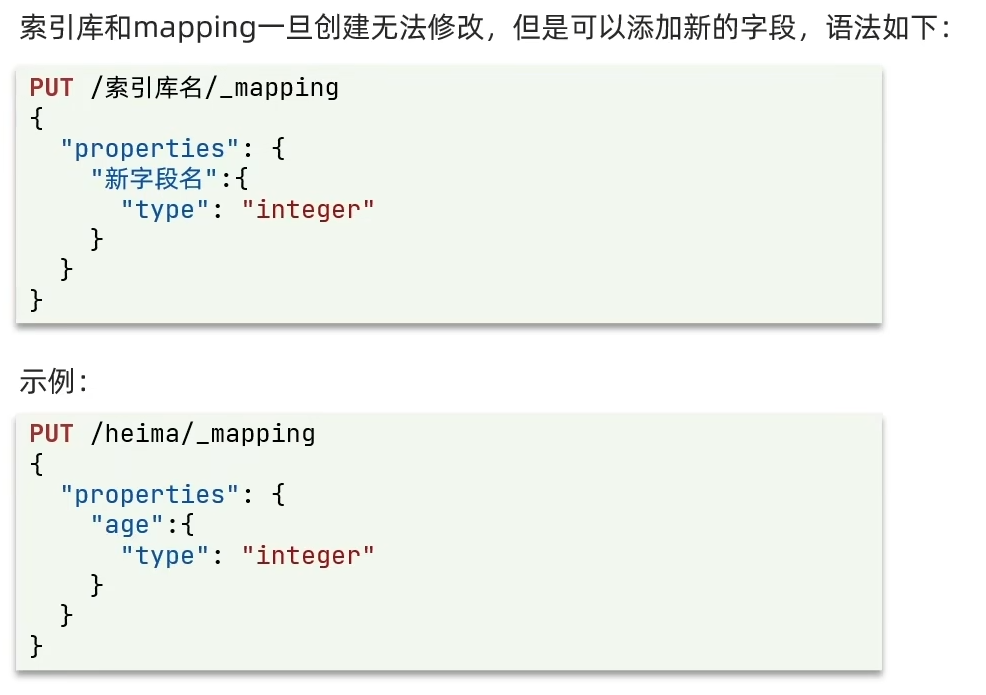 索引库和mapping一旦创建无法修改，但是可以添加新的字段，语法如下：
PUT /索引库名/_mapping
{
  "properties": {
    "新字段名":{
      "type": "integer"
    }
  }
}
示例：
PUT /heima/_mapping
{
  "properties": {
    "age":{
      "type": "integer"
    }
  }
}